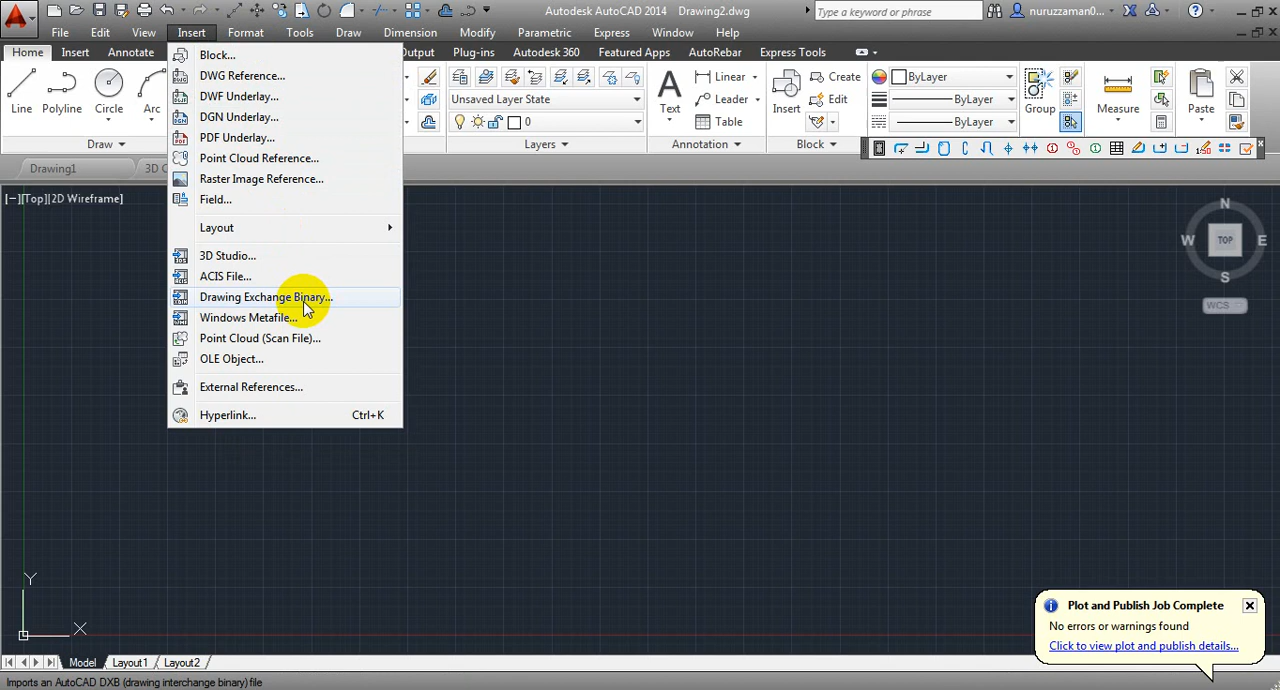 Autodesk AutoCAD 2014 Drawing2.dwg
Type a keyword or phrase
nuruzzaman0...
File Edit View Insert Format Tools Draw Dimension Modify Parametric Express Window Help
Home Insert Annotate
Output Plug-ins Autodesk 360 Featured Apps AutoRebar Express Tools
Line Polyline Circle Arc
Draw
Unsaved Layer State
0
Layers
Text
Linear
Leader
Table
Annotation
Insert
Create
Edit
Block
ByLayer
ByLayer
ByLayer
Group
Measure
Paste
Drawing1
3D C
[−][Top][2D Wireframe]
Block...
DWG Reference...
DWF Underlay...
DGN Underlay...
PDF Underlay...
Point Cloud Reference...
Raster Image Reference...
Field...
Layout
3D Studio...
ACIS File...
Drawing Exchange Binary...
Windows Metafile...
Point Cloud (Scan File)...
OLE Object...
External References...
Hyperlink... Ctrl+K
N
W TOP E
S
WCS
Y
X
Plot and Publish Job Complete
No errors or warnings found
Click to view plot and publish details...
Model Layout1 Layout2
Imports an AutoCAD DXB (drawing interchange binary) file